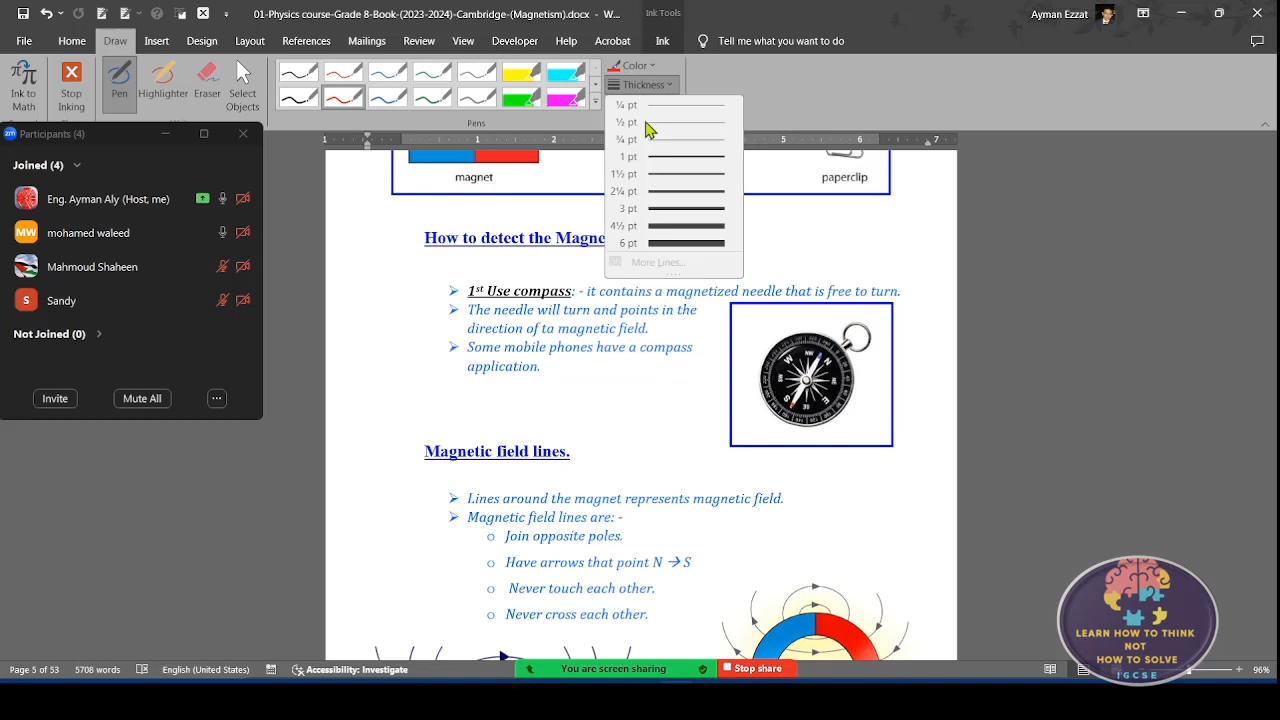 01-Physics course-Grade 8-Book-(2023-2024)-Cambridge-(Magnetism).docx - W...
Ink Tools
Ayman Ezzat
File Home Draw Insert Design Layout References Mailings Review View Developer Help Acrobat Ink Tell me what you want to do
Ink to Math
Stop Inking
Pen
Highlighter
Eraser
Select Objects
Pens
Color
Thickness
¼ pt
½ pt
¾ pt
1 pt
1½ pt
2¼ pt
3 pt
4½ pt
6 pt
More Lines...
zm Participants (4)
Joined (4)
Eng. Ayman Aly (Host, me)
MW mohamed waleed
Mahmoud Shaheen
S Sandy
Not Joined (0)
Invite Mute All ...
1 1 2 5 6 7
magnet paperclip
How to detect the Magne
1st Use compass: - it contains a magnetized needle that is free to turn.
The needle will turn and points in the
direction of ta magnetic field.
Some mobile phones have a compass
application.
Magnetic field lines.
Lines around the magnet represents magnetic field.
Magnetic field lines are: -
Join opposite poles.
Have arrows that point N → S
Never touch each other.
Never cross each other.
LEARN HOW TO THINK
NOT
HOW TO SOLVE
IGCSE
Page 5 of 53 5708 words English (United States) Accessibility: Investigate You are screen sharing Stop share 96%